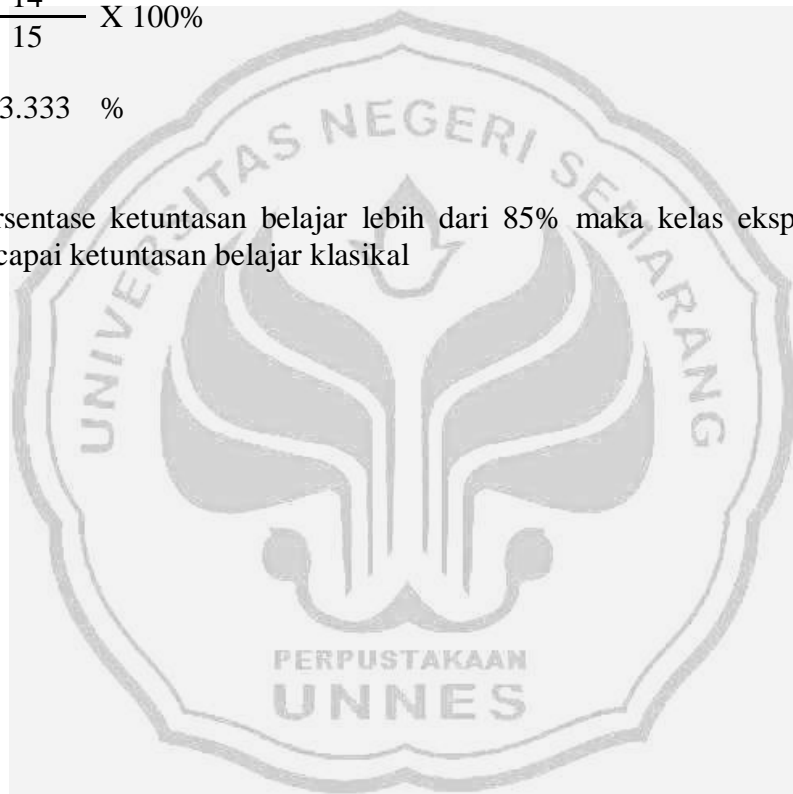 14
15
X 100%
3.333 %
rsentase ketuntasan belajar lebih dari 85% maka kelas eksp
capai ketuntasan belajar klasikal
UNIVERSITAS NEGERI SEMARANG
PERPUSTAKAAN
UNNES